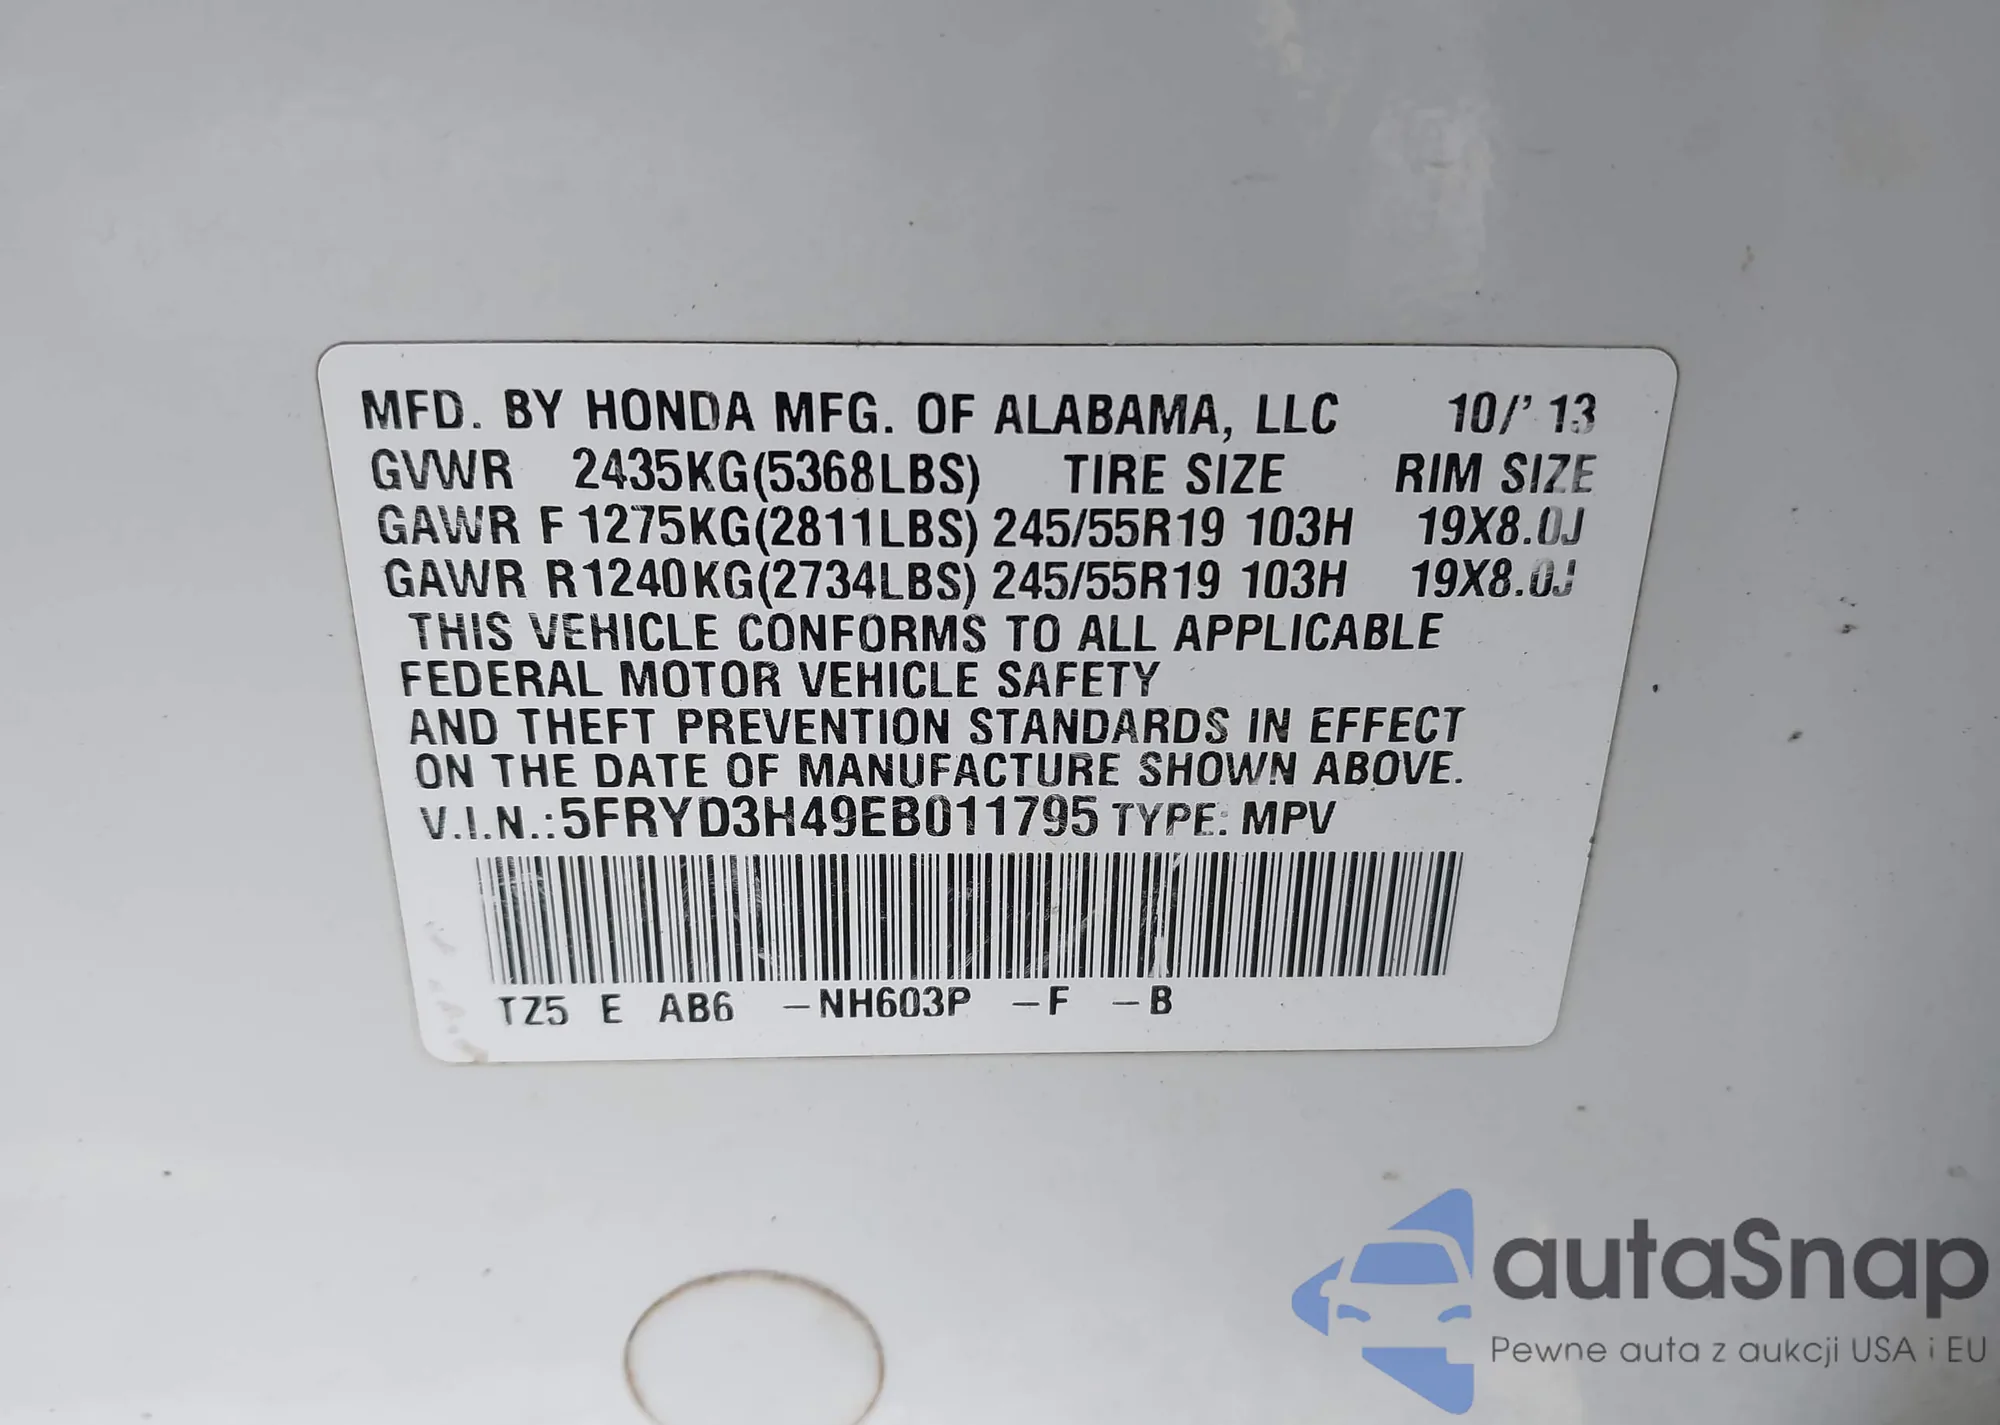 MFD. BY HONDA MFG. OF ALABAMA, LLC 10/' 13
GVWR 2435KG(5368LBS) TIRE SIZE RIM SIZE
GAWR F 1275KG(2811LBS) 245/55R19 103H 19X8.0J
GAWR R1240KG(2734LBS) 245/55R19 103H 19X8.0J
THIS VEHICLE CONFORMS TO ALL APPLICABLE
FEDERAL MOTOR VEHICLE SAFETY
AND THEFT PREVENTION STANDARDS IN EFFECT
ON THE DATE OF MANUFACTURE SHOWN ABOVE.
V.I.N.:5FRYD3H49EB011795 TYPE: MPV
TZ5 E AB6 -NH603P -F -B
autaSnap
Pewne auta z aukcji USA i EU